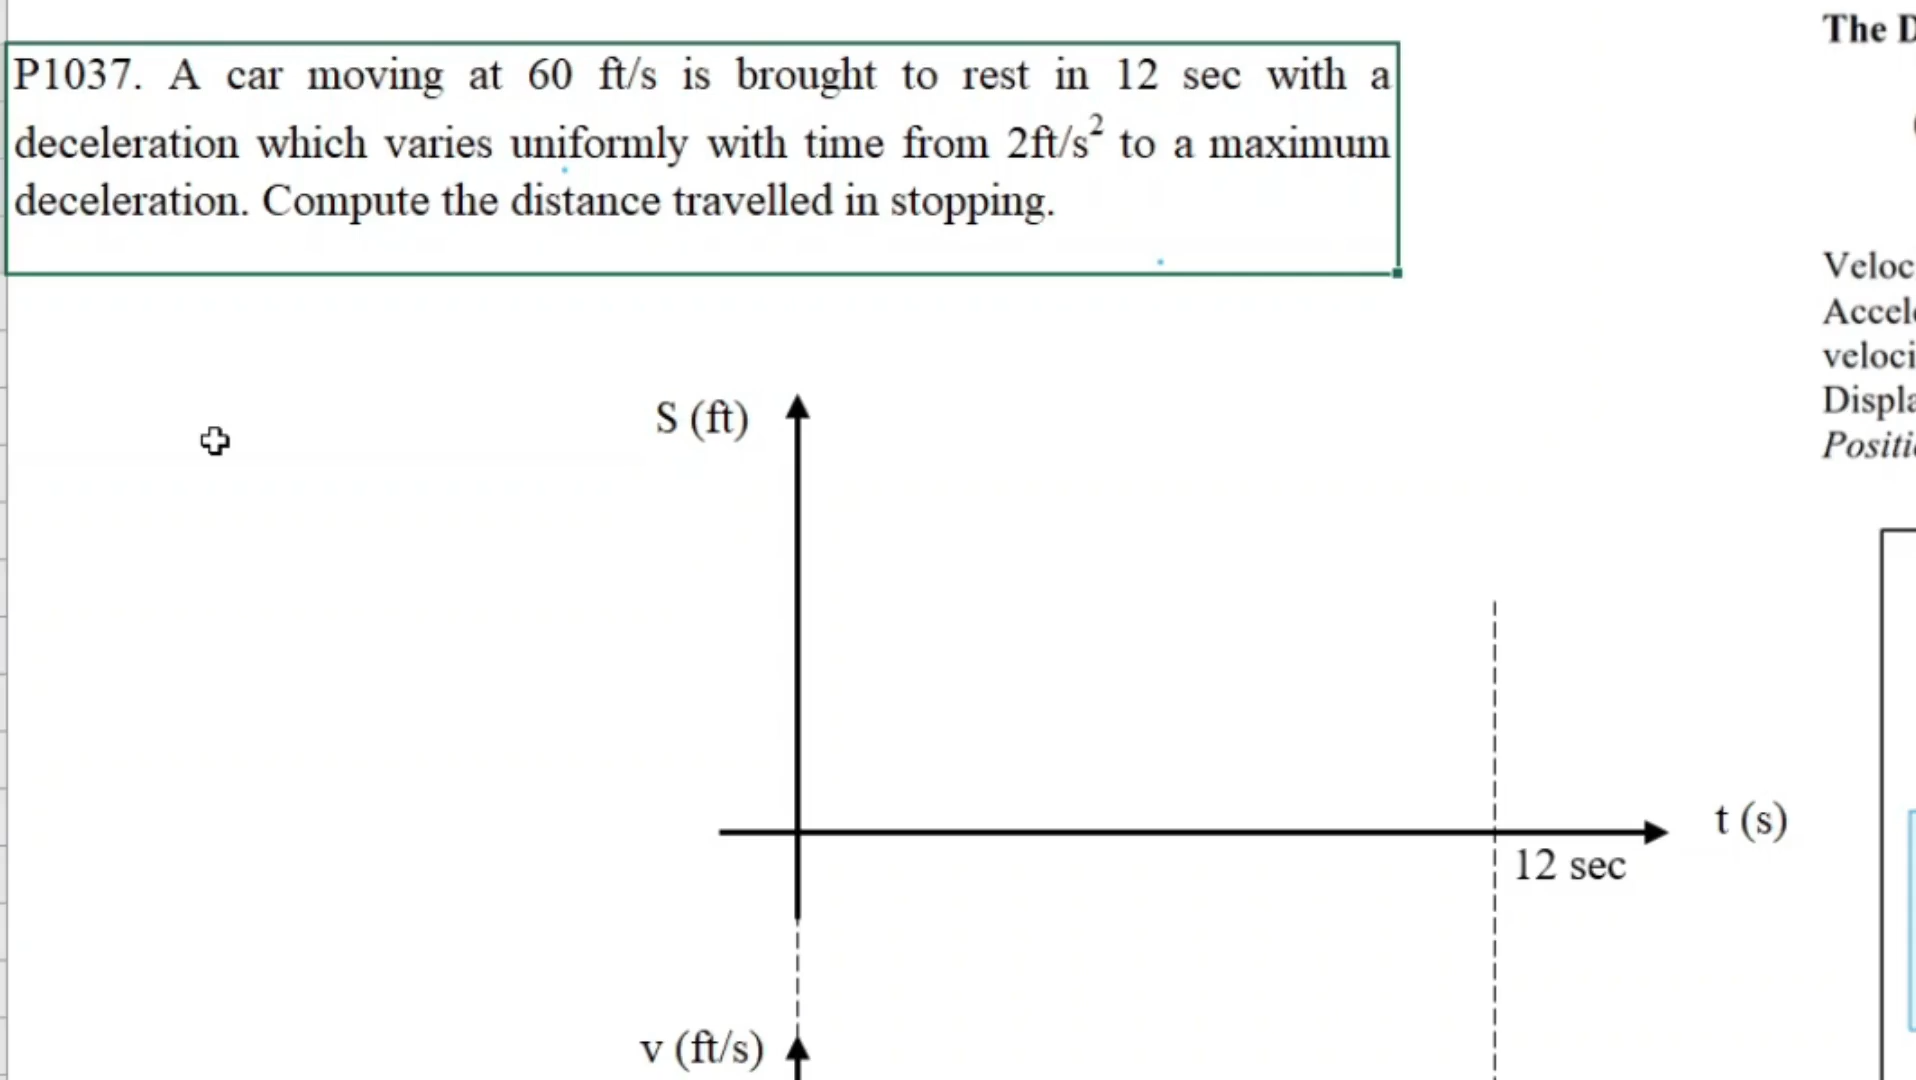 The
P1037. A car moving at 60 ft/s is brought to rest in 12 sec with a
deceleration which varies uniformly with time from 2ft/s² to a maximum
deceleration. Compute the distance travelled in stopping.
S (ft)
t (s)
12 sec
v (ft/s)